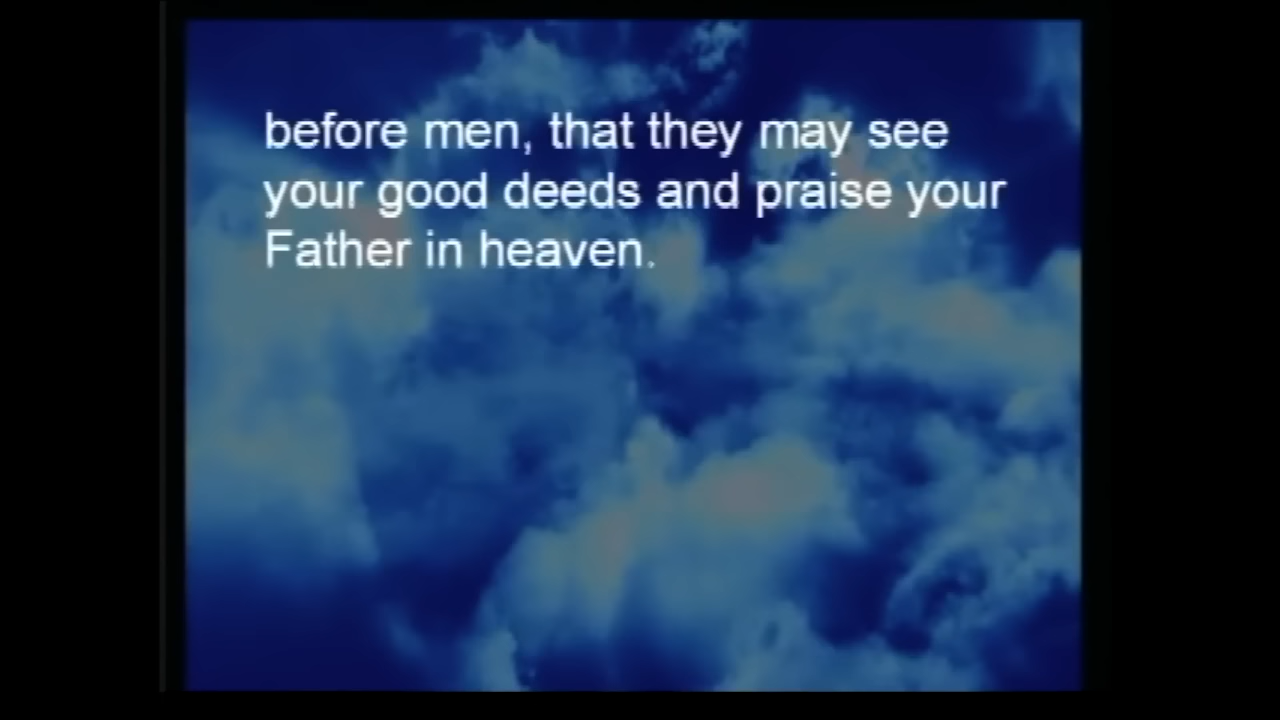 before men, that they may see
your good deeds and praise your
Father in heaven.